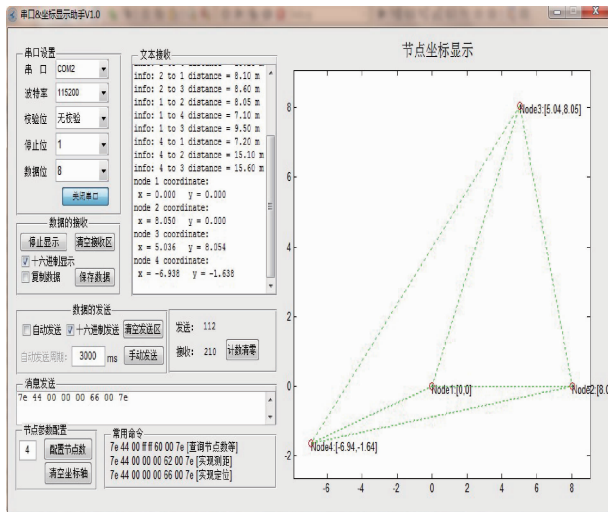 串口&坐标显示助手V1.0
串口设置
串 口 COM2
波特率 115200
校验位 无校验
停止位 1
数据位 8
关闭串口
数据的接收
停止显示 清空接收区
十六进制显示
复制数据 保存数据
文本接收
info: 2 to 1 distance = 8.10 m
info: 2 to 3 distance = 8.60 m
info: 1 to 2 distance = 8.05 m
info: 1 to 4 distance = 7.10 m
info: 1 to 3 distance = 9.50 m
info: 4 to 1 distance = 7.20 m
info: 4 to 2 distance = 15.10 m
info: 4 to 3 distance = 15.60 m
node 1 coordinate:
x = 0.000 y = 0.000
node 2 coordinate:
x = 8.050 y = 0.000
node 3 coordinate:
x = 5.036 y = 8.054
node 4 coordinate:
x = -6.938 y = -1.638
数据的发送
自动发送 十六进制发送 清空发送区
自动发送周期: 3000 ms 手动发送
发送: 112
接收: 210 计数清零
消息发送
7e 44 00 00 00 66 00 7e
节点参数配置
4 配置节点数
清空坐标轴
常用命令
7e 44 00 ff ff 60 00 7e [查询节点数等]
7e 44 00 00 00 62 00 7e [实现测距]
7e 44 00 00 00 66 00 7e [实现定位]
节点坐标显示
8
6
4
2
0
-2
-6 -4 -2 0 2 4 6 8
Node3:[5.04,8.05]
Node1:[0,0]
Node2:[8.0
Node4:[-6.94,-1.64]